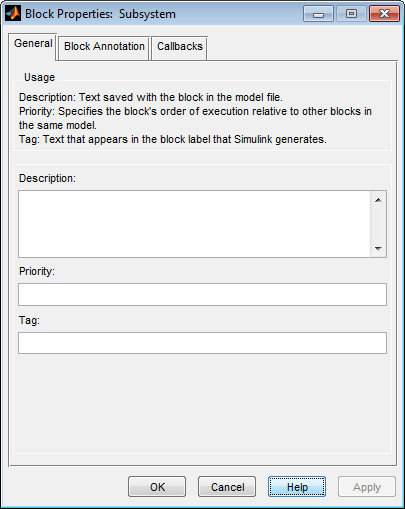 Block Properties: Subsystem
General Block Annotation Callbacks
Usage
Description: Text saved with the block in the model file.
Priority: Specifies the block's order of execution relative to other blocks in
the same model.
Tag: Text that appears in the block label that Simulink generates.
Description:
Priority:
Tag:
OK Cancel Help Apply